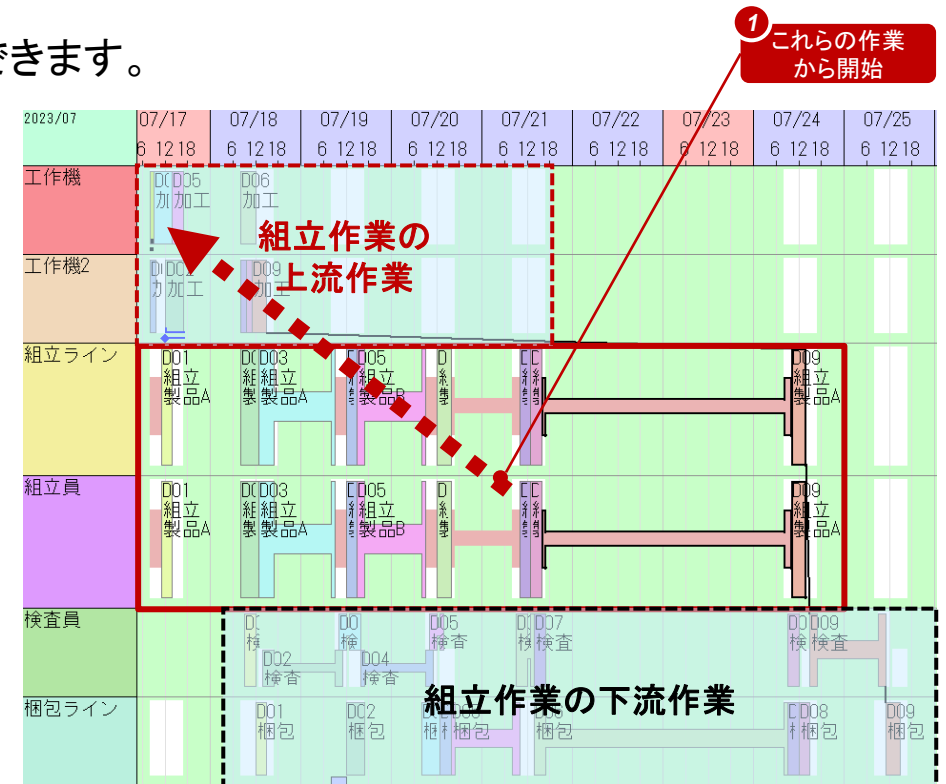 できます。
1
これらの作業
から開始
2023/07 07/17 07/18 07/19 07/20 07/21 07/22 07/23 07/24 07/25
6 12 18 6 12 18 6 12 18 6 12 18 6 12 18 6 12 18 6 12 18 6 12 18 6 12 18
工作機
D05 D06
加工 加工
組立作業の
上流作業
工作機2
D02 D09
加工 加工
組立ライン
D01 D03 D05 D09
組立 組立 組立 組立
製品A 製品A 製品B 製品A
組立員
D01 D03 D05 D09
組立 組立 組立 組立
製品A 製品A 製品B 製品A
検査員
D05 D07 D09
検査 検査 検査
D02 D04
検査 検査
組立作業の下流作業
梱包ライン
D01 D02 D08 D09
梱包 梱包 梱包 梱包 梱包